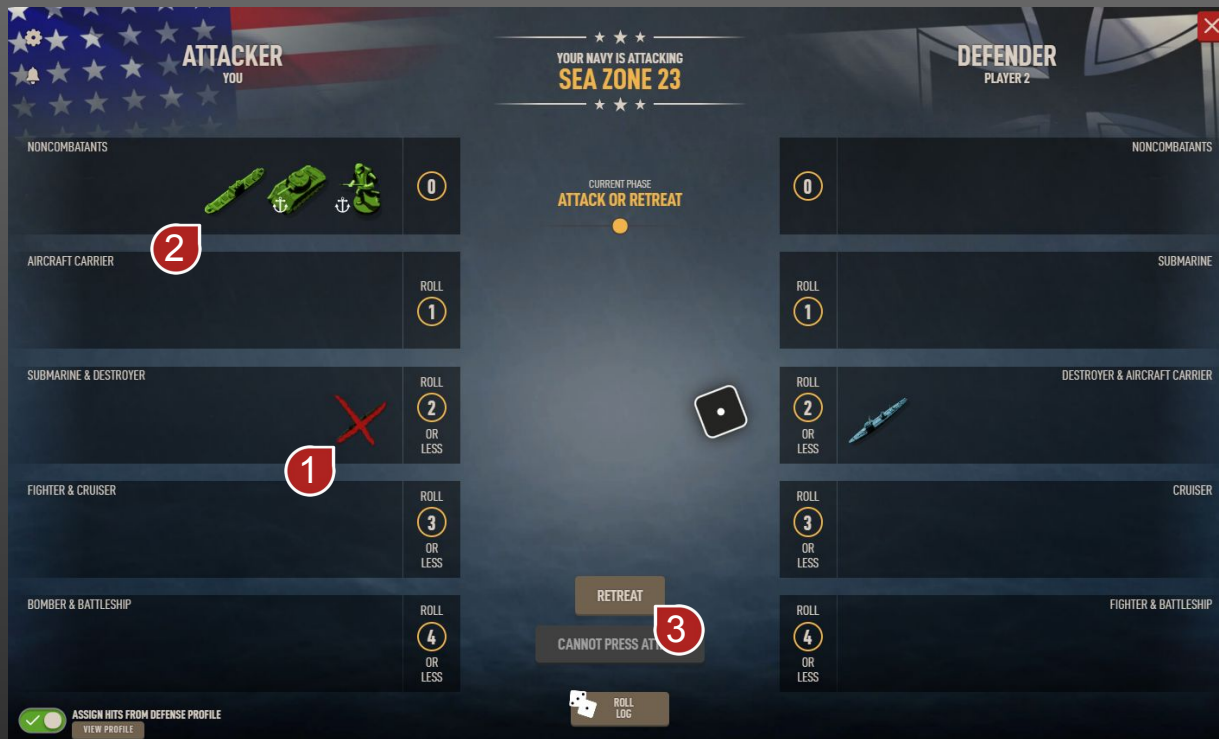 ATTACKER
YOU
YOUR NAVY IS ATTACKING
SEA ZONE 23
DEFENDER
PLAYER 2
NONCOMBATANTS
0
2
CURRENT PHASE
ATTACK OR RETREAT
0
NONCOMBATANTS
AIRCRAFT CARRIER
ROLL
1
ROLL
1
SUBMARINE
SUBMARINE & DESTROYER
ROLL
2
OR
LESS
1
ROLL
2
OR
LESS
DESTROYER & AIRCRAFT CARRIER
FIGHTER & CRUISER
ROLL
3
OR
LESS
ROLL
3
OR
LESS
CRUISER
BOMBER & BATTLESHIP
ROLL
4
OR
LESS
RETREAT
3
CANNOT PRESS AT
ROLL
LOG
ROLL
4
OR
LESS
FIGHTER & BATTLESHIP
ASSIGN HITS FROM DEFENSE PROFILE
VIEW PROFILE